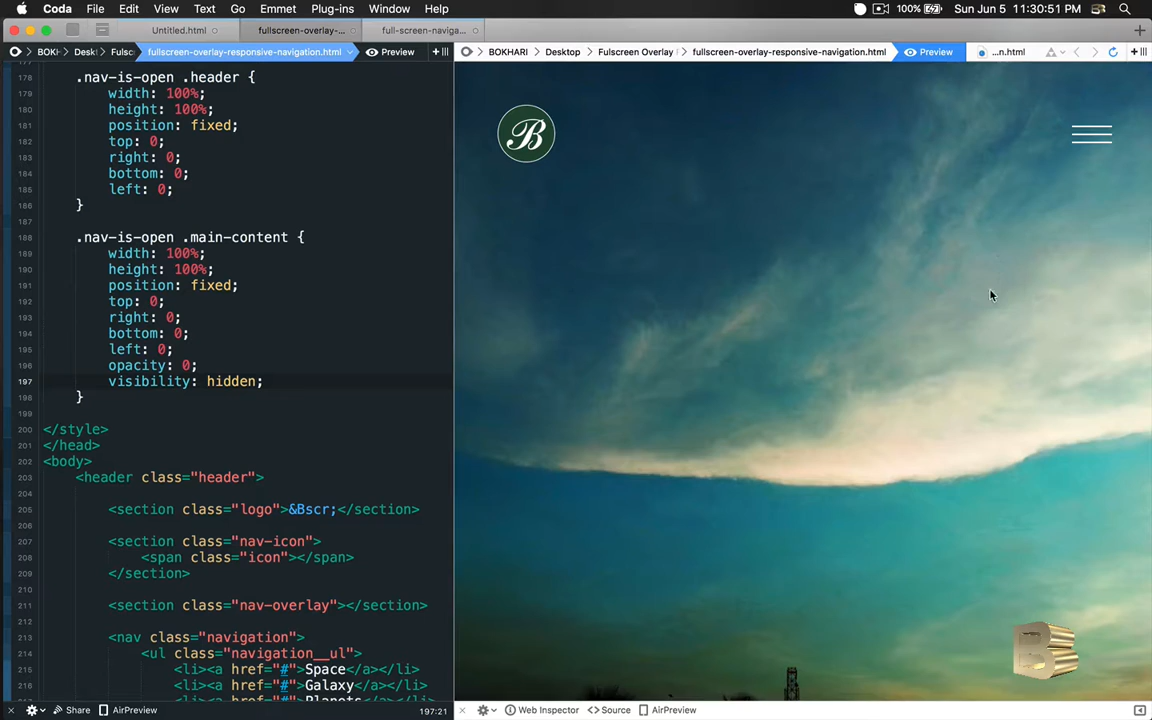 Coda File Edit View Text Go Emmet Plug-ins Window Help 100% Sun Jun 5 11:30:51 PM
Untitled.html fullscreen-overlay-... full-screen-naviga...
BOKH Deskt Fulsc fullscreen-overlay-responsive-navigation.html Preview
BOKHARI Desktop Fullscreen Overlay fullscreen-overlay-responsive-navigation.html Preview ...n.html
177
178 .nav-is-open .header {
179 width: 100%;
180 height: 100%;
181 position: fixed;
182 top: 0;
183 right: 0;
184 bottom: 0;
185 left: 0;
186 }
187
188 .nav-is-open .main-content {
189 width: 100%;
190 height: 100%;
191 position: fixed;
192 top: 0;
193 right: 0;
194 bottom: 0;
195 left: 0;
196 opacity: 0;
197 visibility: hidden;
198 }
199
200 </style>
201 </head>
202 <body>
203 <header class="header">
204
205 <section class="logo">&Bscr;</section>
206
207 <section class="nav-icon">
208 <span class="icon"></span>
209 </section>
210
211 <section class="nav-overlay"></section>
212
213 <nav class="navigation">
214 <ul class="navigation__ul">
215 <li><a href="#">Space</a></li>
216 <li><a href="#">Galaxy</a></li>
<li><a href="#">Planets</a></li>
ℬ
B
Share AirPreview 197:21
Web Inspector Source AirPreview